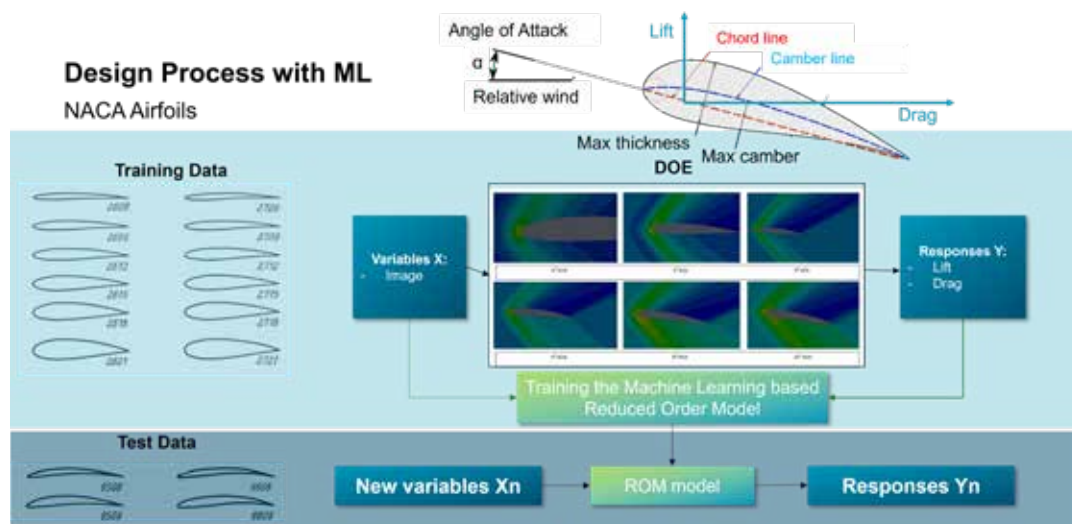 Design Process with ML
NACA Airfoils
Angle of Attack
α
Relative wind
Lift
Chord line
Camber line
Drag
Max thickness
Max camber
DOE
Training Data
Variables X:
- Image
Responses Y:
- Lift
- Drag
Training the Machine Learning based
Reduced Order Model
Test Data
New variables Xn
ROM model
Responses Yn